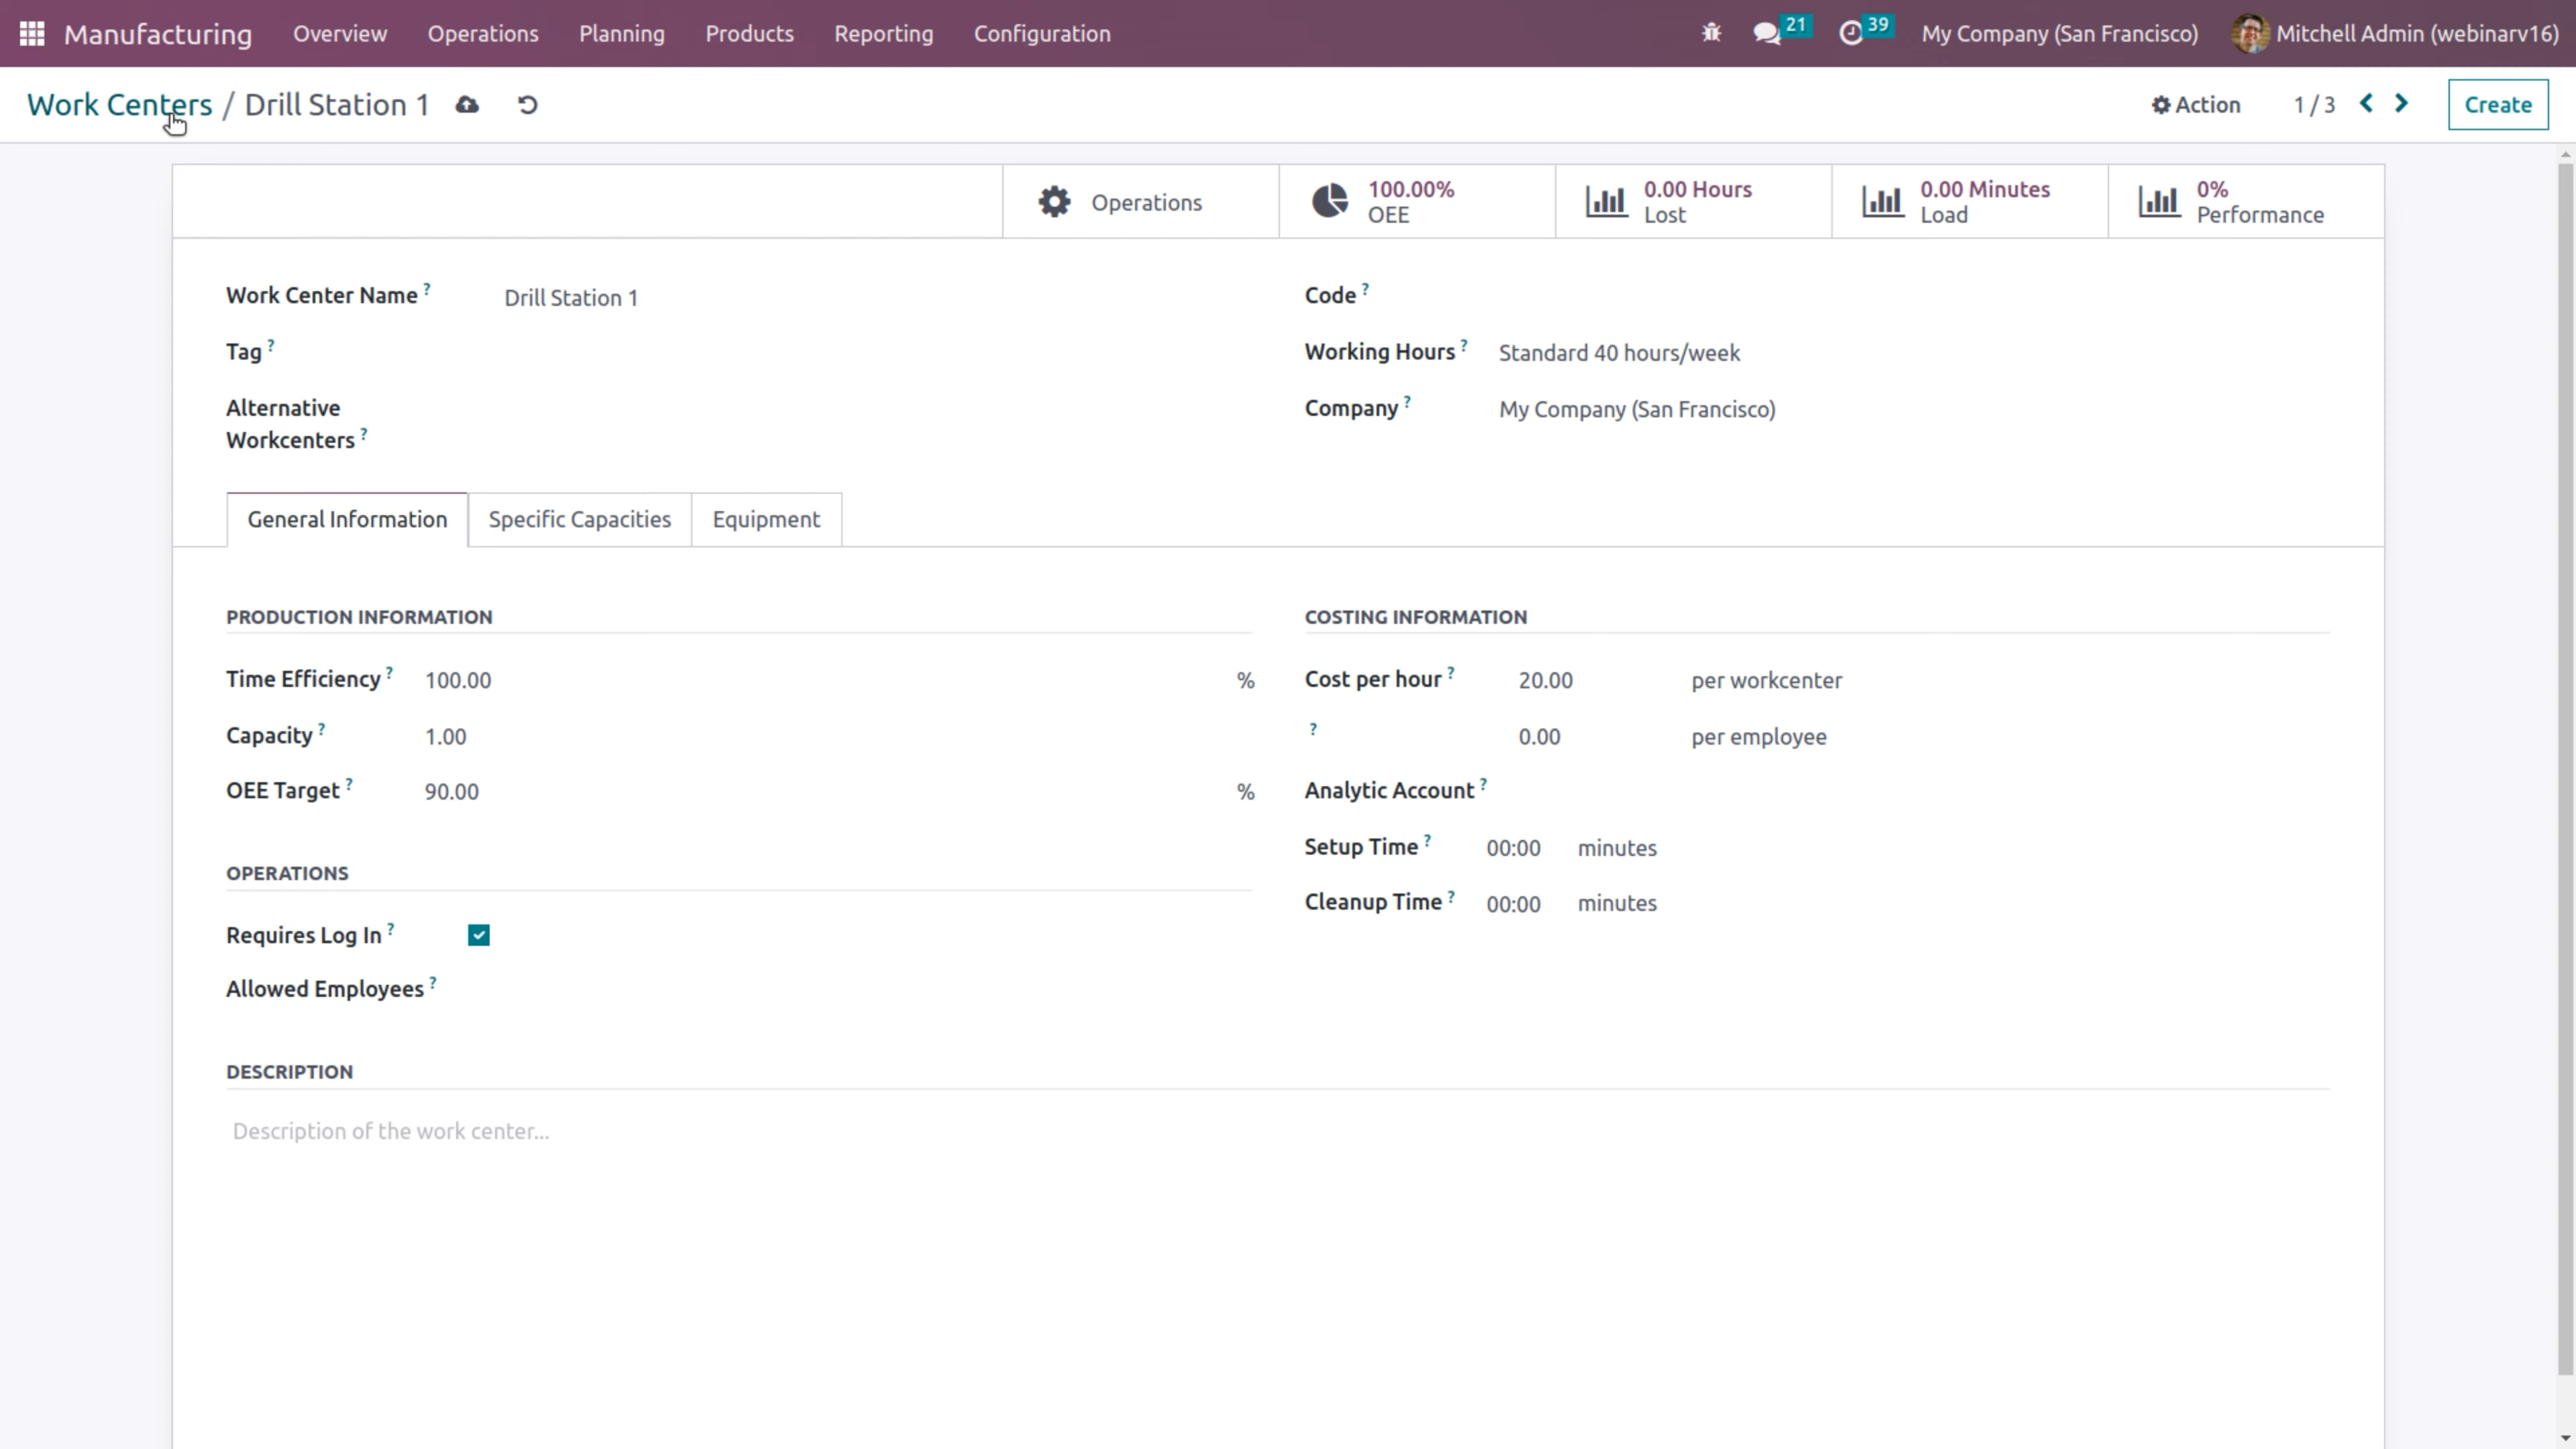 Manufacturing Overview Operations Planning Products Reporting Configuration 21 39 My Company (San Francisco) Mitchell Admin (webinarv16)
Work Centers / Drill Station 1 Action 1 / 3 Create
Operations 100.00% OEE 0.00 Hours Lost 0.00 Minutes Load 0% Performance
Work Center Name ? Drill Station 1
Code ?
Tag ?
Working Hours ? Standard 40 hours/week
Alternative Workcenters ?
Company ? My Company (San Francisco)
General Information Specific Capacities Equipment
PRODUCTION INFORMATION
Time Efficiency ? 100.00 %
Capacity ? 1.00
OEE Target ? 90.00 %
COSTING INFORMATION
Cost per hour ? 20.00 per workcenter
? 0.00 per employee
Analytic Account ?
Setup Time ? 00:00 minutes
Cleanup Time ? 00:00 minutes
OPERATIONS
Requires Log In ?
Allowed Employees ?
DESCRIPTION
Description of the work center...